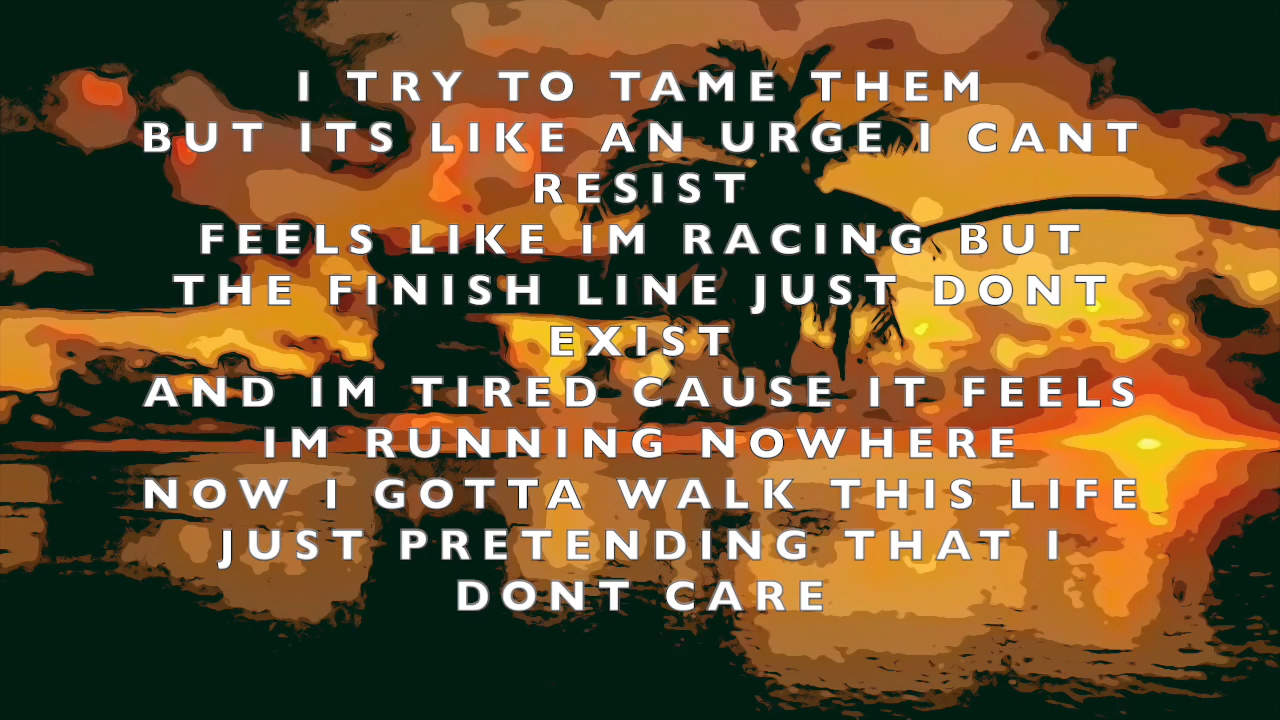 I TRY TO TAME THEM
BUT ITS LIKE AN URGE I CANT
RESIST
FEELS LIKE IM RACING BUT
THE FINISH LINE JUST DONT
EXIST
AND IM TIRED CAUSE IT FEELS
IM RUNNING NOWHERE
NOW I GOTTA WALK THIS LIFE
JUST PRETENDING THAT I
DONT CARE